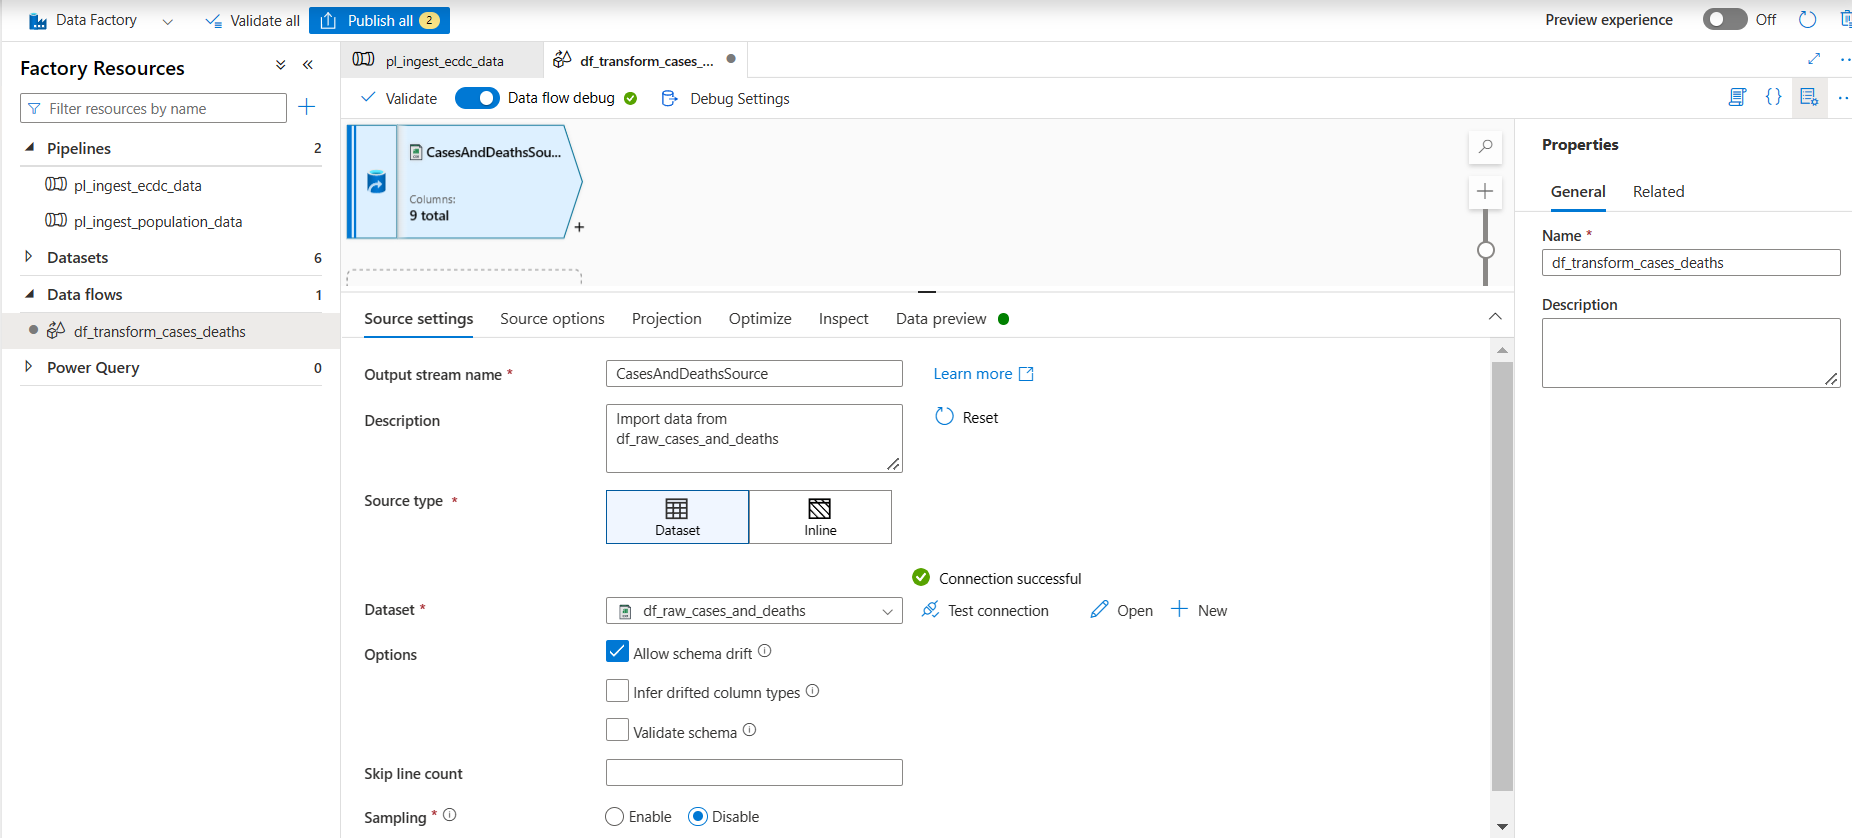 Data Factory
Validate all
Publish all 2
Preview experience
Off
Factory Resources
Filter resources by name
Pipelines 2
pl_ingest_ecdc_data
pl_ingest_population_data
Datasets 6
Data flows 1
df_transform_cases_deaths
Power Query 0
pl_ingest_ecdc_data
df_transform_cases_...
Validate
Data flow debug
Debug Settings
CasesAndDeathsSou...
Columns:
9 total
Source settings
Source options
Projection
Optimize
Inspect
Data preview
Output stream name *
CasesAndDeathsSource
Learn more
Description
Import data from
df_raw_cases_and_deaths
Reset
Source type *
Dataset
Inline
Connection successful
Dataset *
df_raw_cases_and_deaths
Test connection
Open
New
Options
Allow schema drift
Infer drifted column types
Validate schema
Skip line count
Sampling *
Enable
Disable
Properties
General
Related
Name *
df_transform_cases_deaths
Description